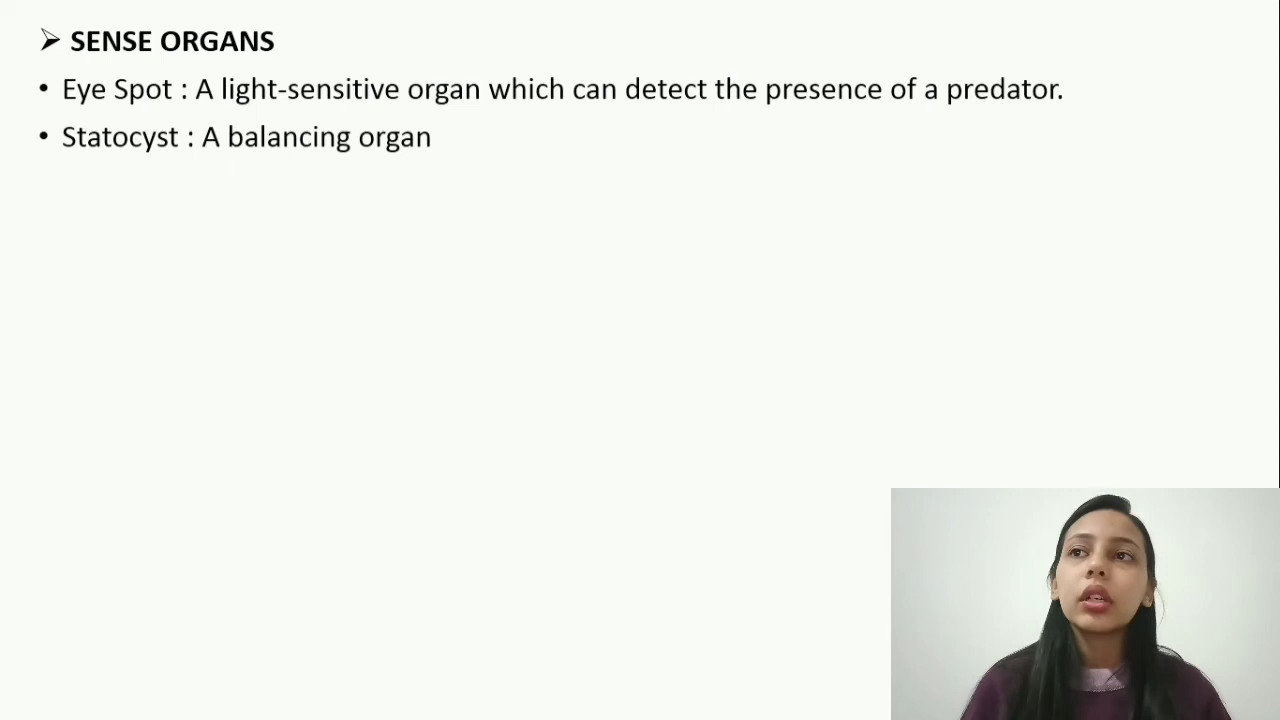 ➢ SENSE ORGANS
• Eye Spot : A light-sensitive organ which can detect the presence of a predator.
• Statocyst : A balancing organ